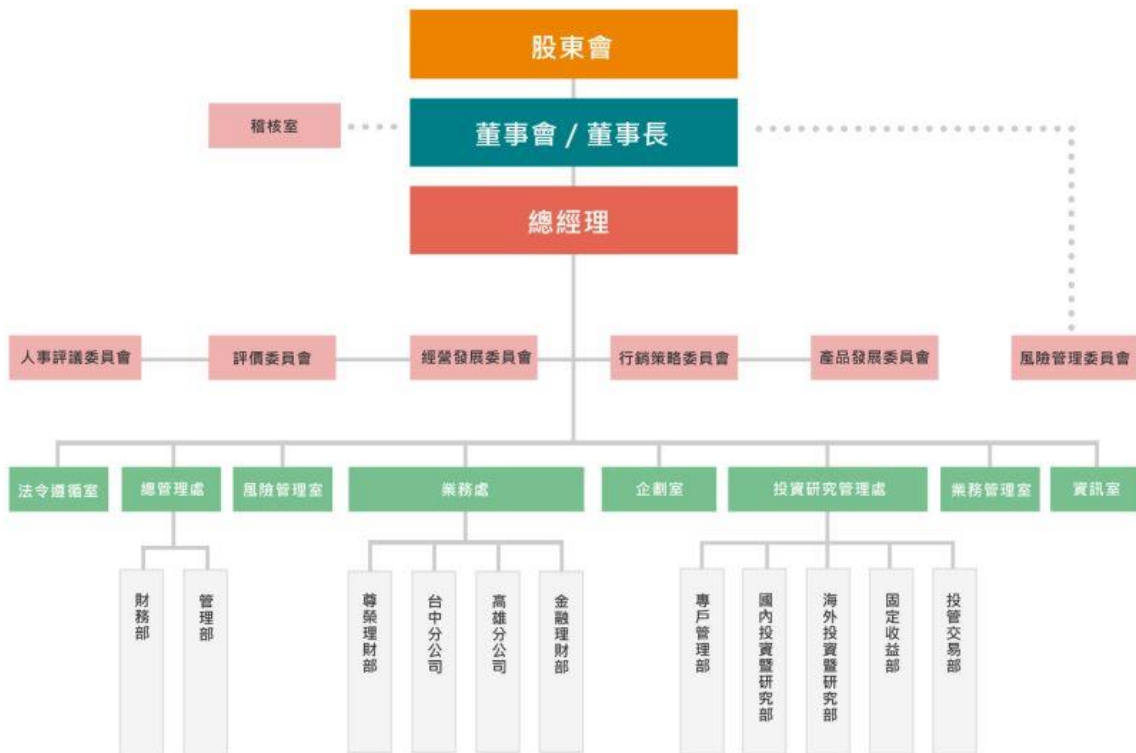 股東會
稽核室
董事會 / 董事長
總經理
人事評議委員會
評價委員會
經營發展委員會
行銷策略委員會
產品發展委員會
風險管理委員會
法令遵循室
總管理處
風險管理室
業務處
企劃室
投資研究管理處
業務管理室
資訊室
財務部
管理部
尊榮理財部
台中分公司
高雄分公司
金融理財部
專戶管理部
國內投資暨研究部
海外投資暨研究部
固定收益部
投管交易部